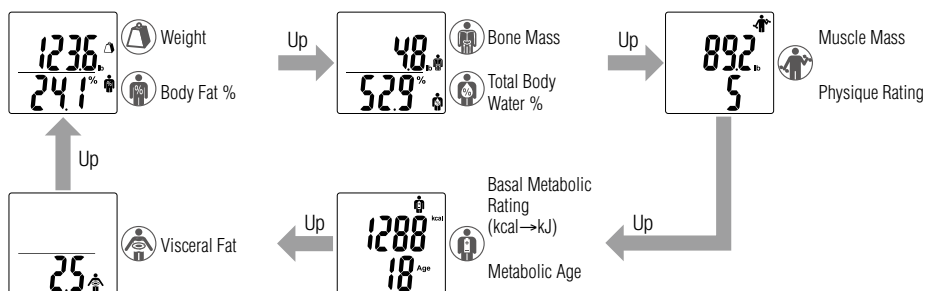 123.6 lb
24.1 %
Weight
%
Body Fat %
Up
4.8 lb
52.9 %
Bone Mass
%
Total Body
Water %
Up
89.2 lb
5
Muscle Mass
Physique Rating
Up
Basal Metabolic
Rating
(kcal→kJ)
Metabolic Age
1288 kcal
18 Age
Up
Visceral Fat
2.5
Up